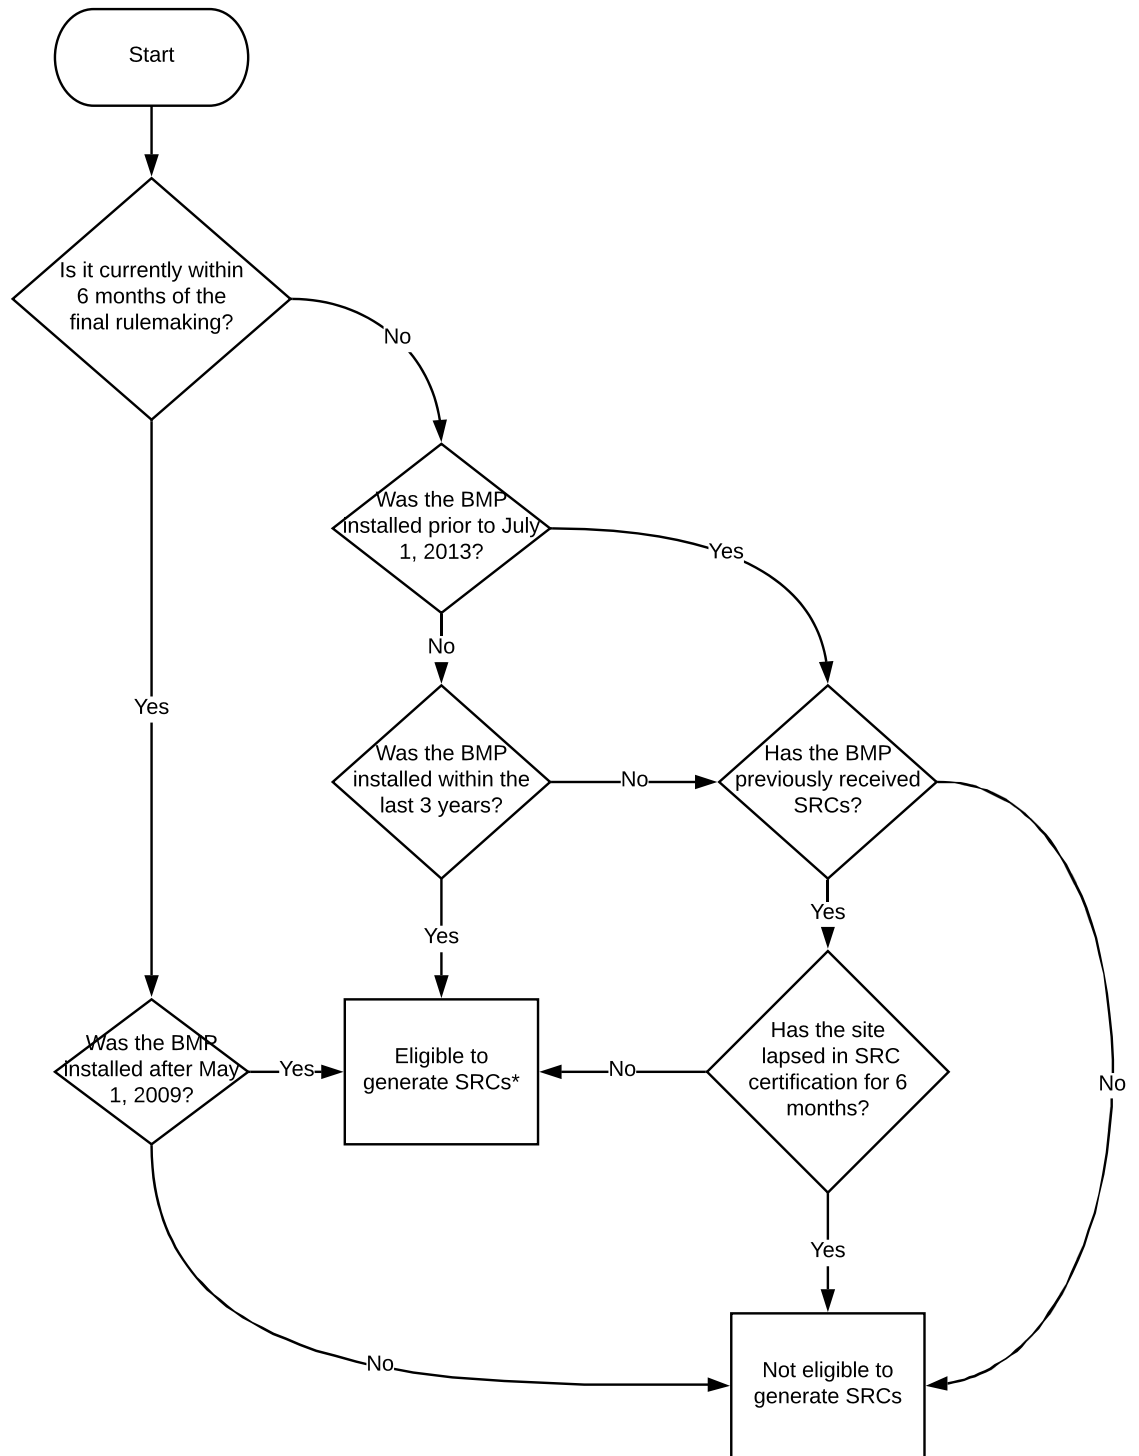 Start
Is it currently within
6 months of the
final rulemaking?
No
Was the BMP
installed prior to July
1, 2013?
Yes
No
Yes
Was the BMP
installed within the
last 3 years?
No
Has the BMP
previously received
SRCs?
Yes
Yes
Was the BMP
installed after May
1, 2009?
Yes
Eligible to
generate SRCs*
No
Has the site
lapsed in SRC
certification for 6
months?
No
Yes
No
Not eligible to
generate SRCs